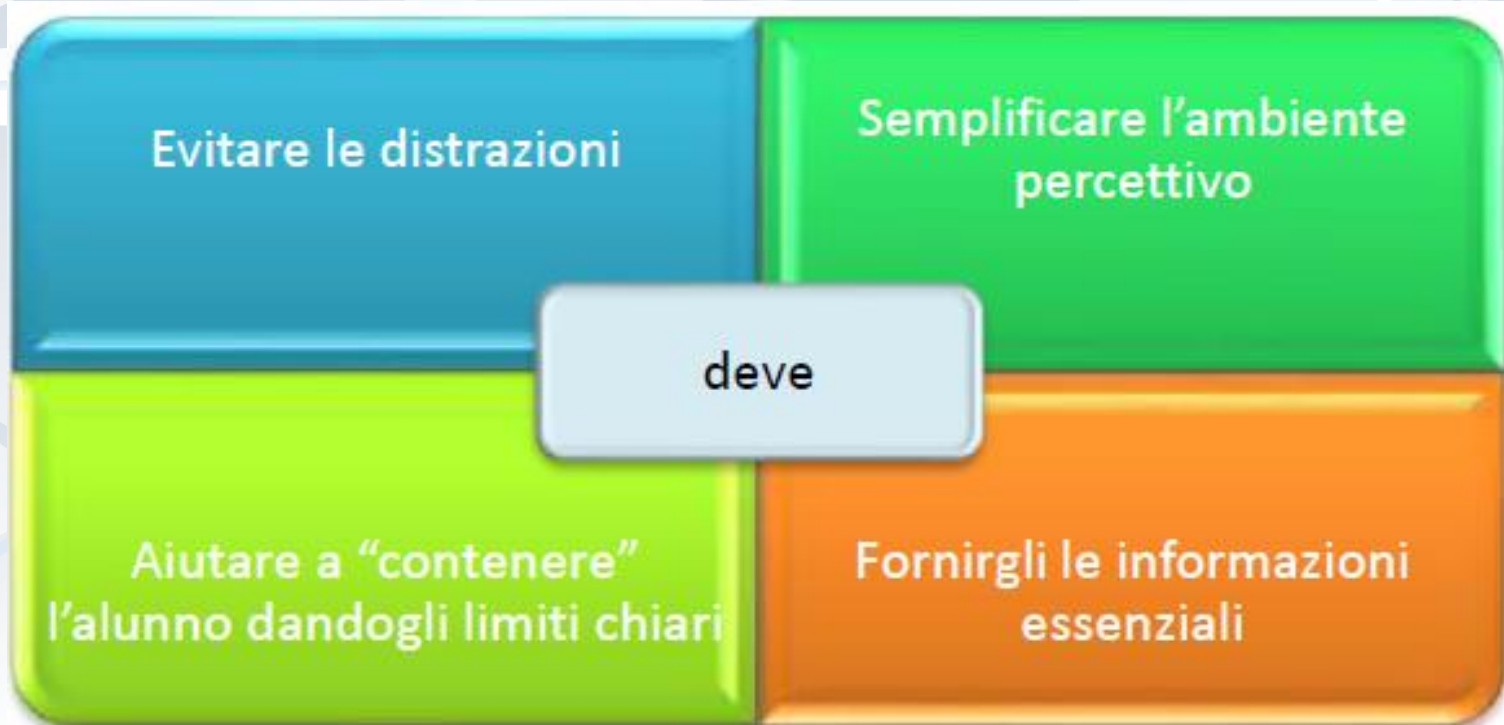 Evitare le distrazioni
Semplificare l’ambiente
percettivo
deve
Aiutare a “contenere”
l’alunno dandogli limiti chiari
Fornirgli le informazioni
essenziali